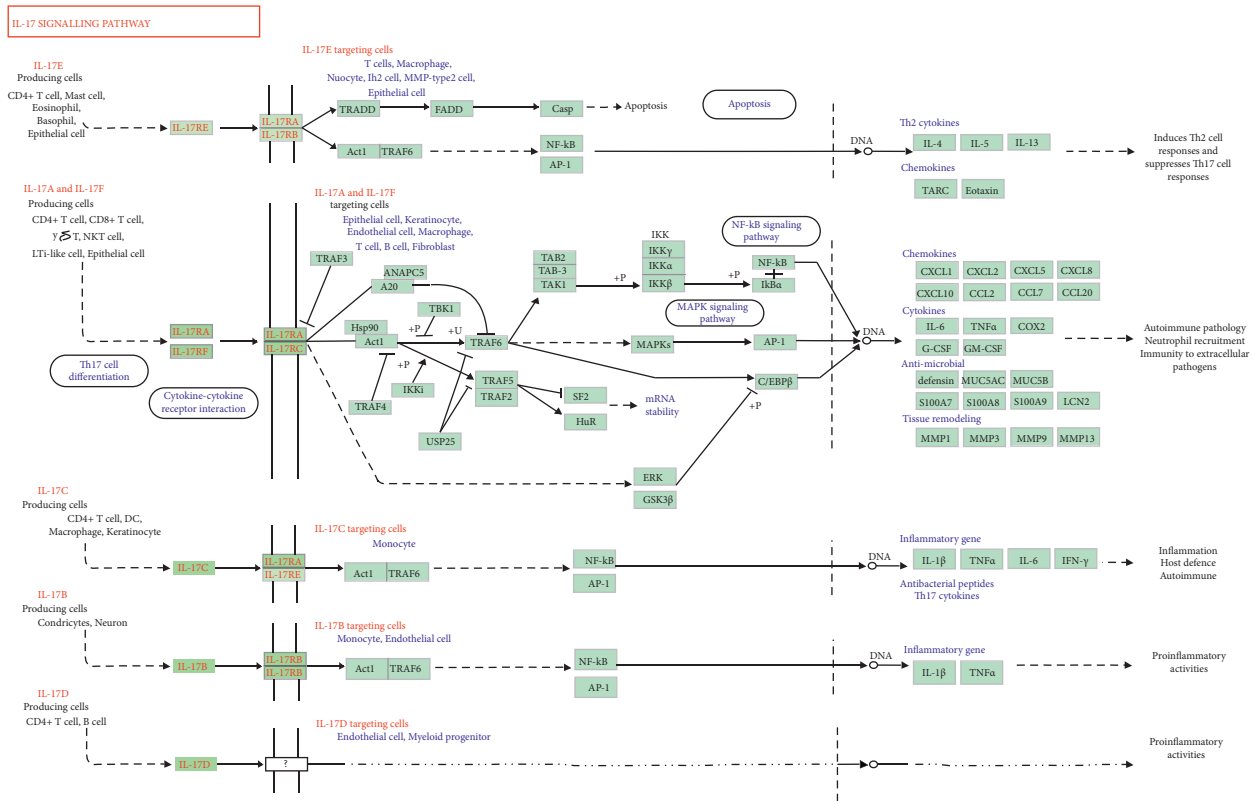 IL-17 SIGNALLING PATHWAY
IL-17E
Producing cells
CD4+ T cell, Mast cell,
Eosinophil,
Basophil,
Epithelial cell
IL-17RE
IL-17RA
IL-17RB
IL-17E targeting cells
T cells, Macrophage,
Nuocyte, Ih2 cell, MMP-type2 cell,
Epithelial cell
TRADD
FADD
Casp
Apoptosis
Apoptosis
Act1
TRAF6
NF-kB
AP-1
DNA
Th2 cytokines
IL-4
IL-5
IL-13
Chemokines
TARC
Eotaxin
Induces Th2 cell
responses and
suppresses Th17 cell
responses
IL-17A and IL-17F
Producing cells
CD4+ T cell, CD8+ T cell,
T, NKT cell,
LTi-like cell, Epithelial cell
IL-17RA
IL-17RF
IL-17RA
IL-17RC
Th17 cell
differentiation
Cytokine-cytokine
receptor interaction
IL-17A and IL-17F
targeting cells
Epithelial cell, Keratinocyte,
Endothelial cell, Macrophage,
T cell, B cell, Fibroblast
TRAF3
ANAPC5
A20
TBK1
Hsp90
Act1
+P
+U
TRAF6
+P
IKKi
TRAF4
TRAF5
TRAF2
USP25
SF2
HuR
mRNA
stability
TAB2
TAB-3
TAK1
+P
IKK
IKKγ
IKKα
IKKβ
+P
NF-kB signaling
pathway
NF-kB
IkBα
MAPK signaling
pathway
MAPKs
AP-1
C/EBPβ
+P
ERK
GSK3β
DNA
Chemokines
CXCL1
CXCL2
CXCL5
CXCL8
CXCL10
CCL2
CCL7
CCL20
Cytokines
IL-6
TNFα
COX2
G-CSF
GM-CSF
Anti-microbial
defensin
MUC5AC
MUC5B
S100A7
S100A8
S100A9
LCN2
Tissue remodeling
MMP1
MMP3
MMP9
MMP13
Autoimmune pathology
Neutrophil recruitment
Immunity to extracellular
pathogens
IL-17C
Producing cells
CD4+ T cell, DC,
Macrophage, Keratinocyte
IL-17C
IL-17RA
IL-17RE
IL-17C targeting cells
Monocyte
Act1
TRAF6
NF-kB
AP-1
DNA
Inflammatory gene
IL-1β
TNFα
IL-6
IFN-γ
Antibacterial peptides
Th17 cytokines
Inflammation
Host defence
Autoimmune
IL-17B
Producing cells
Condricytes, Neuron
IL-17B
IL-17RB
IL-17RB
IL-17B targeting cells
Monocyte, Endothelial cell
Act1
TRAF6
NF-kB
AP-1
DNA
Inflammatory gene
IL-1β
TNFα
Proinflammatory
activities
IL-17D
Producing cells
CD4+ T cell, B cell
IL-17D
?
IL-17D targeting cells
Endothelial cell, Myeloid progenitor
Proinflammatory
activities